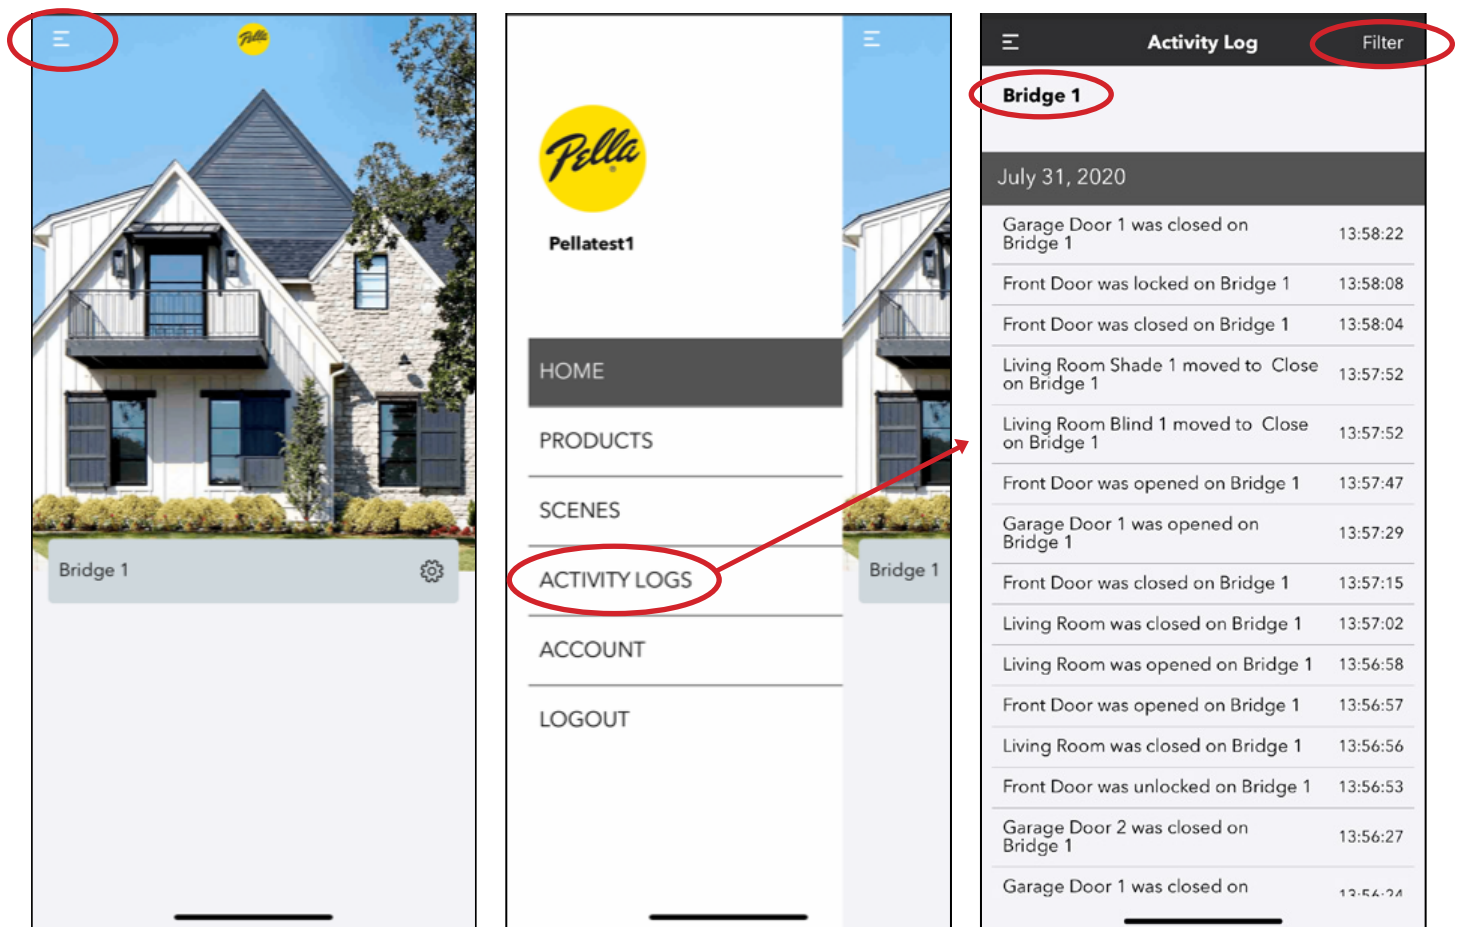 Pella
Bridge 1
Pella
Pellatest1
HOME
PRODUCTS
SCENES
ACTIVITY LOGS
ACCOUNT
LOGOUT
Bridge 1
Activity Log
Filter
Bridge 1
July 31, 2020
Garage Door 1 was closed on
Bridge 1
13:58:22
Front Door was locked on Bridge 1
13:58:08
Front Door was closed on Bridge 1
13:58:04
Living Room Shade 1 moved to  Close
on Bridge 1
13:57:52
Living Room Blind 1 moved to  Close
on Bridge 1
13:57:52
Front Door was opened on Bridge 1
13:57:47
Garage Door 1 was opened on
Bridge 1
13:57:29
Front Door was closed on Bridge 1
13:57:15
Living Room was closed on Bridge 1
13:57:02
Living Room was opened on Bridge 1
13:56:58
Front Door was opened on Bridge 1
13:56:57
Living Room was closed on Bridge 1
13:56:56
Front Door was unlocked on Bridge 1
13:56:53
Garage Door 2 was closed on
Bridge 1
13:56:27
Garage Door 1 was closed on
13:56:24